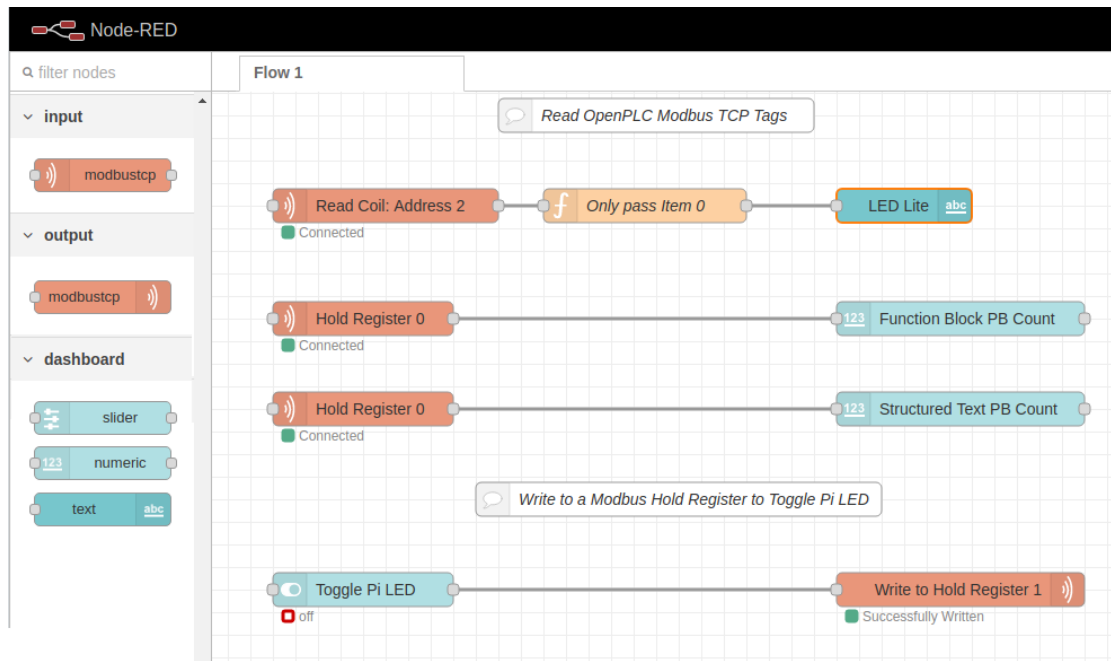 Node-RED
filter nodes
Flow 1
input
modbustcp
output
modbustcp
dashboard
slider
123 numeric
text abc
Read OpenPLC Modbus TCP Tags
Read Coil: Address 2
Connected
f Only pass Item 0
LED Lite abc
Hold Register 0
Connected
123 Function Block PB Count
Hold Register 0
Connected
123 Structured Text PB Count
Write to a Modbus Hold Register to Toggle Pi LED
Toggle Pi LED
off
Write to Hold Register 1
Successfully Written